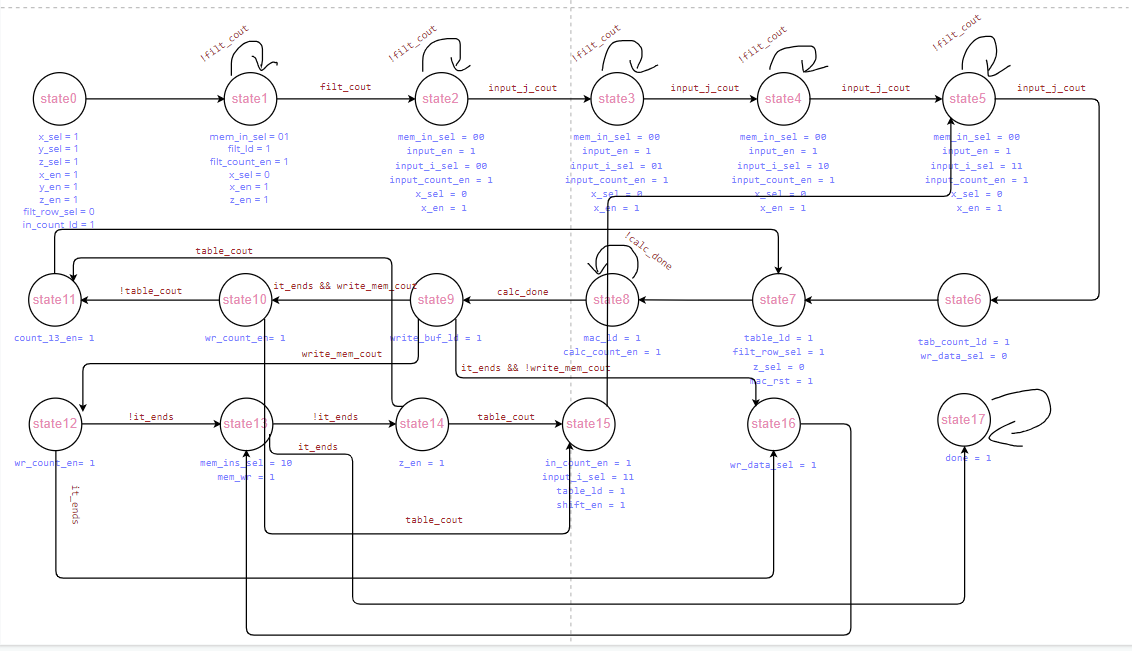 !filt_cout
!filt_cout
!filt_cout
!filt_cout
!filt_cout
state0
state1
filt_cout
state2
input_j_cout
state3
input_j_cout
state4
input_j_cout
state5
input_j_cout
x_sel = 1
y_sel = 1
z_sel = 1
x_en = 1
y_en = 1
z_en = 1
filt_row_sel = 0
in_count_ld = 1
mem_in_sel = 01
filt_ld = 1
filt_count_en = 1
x_sel = 0
x_en = 1
z_en = 1
mem_in_sel = 00
input_en = 1
input_i_sel = 00
input_count_en = 1
x_sel = 0
x_en = 1
mem_in_sel = 00
input_en = 1
input_i_sel = 01
input_count_en = 1
x_sel = 0
x_en = 1
mem_in_sel = 00
input_en = 1
input_i_sel = 10
input_count_en = 1
x_sel = 0
x_en = 1
mem_in_sel = 00
input_en = 1
input_i_sel = 11
input_count_en = 1
x_sel = 0
x_en = 1
table_cout
!calc_done
state11
!table_cout
state10
it_ends && write_mem_cout
state9
calc_done
state8
state7
state6
count_13_en= 1
wr_count_en= 1
write_buf_ld = 1
mac_ld = 1
calc_count_en = 1
table_ld = 1
filt_row_sel = 1
z_sel = 0
mac_rst = 1
tab_count_ld = 1
wr_data_sel = 0
write_mem_cout
it_ends && !write_mem_cout
state12
!it_ends
state13
!it_ends
state14
table_cout
state15
state16
state17
it_ends
wr_count_en= 1
mem_ins_sel = 10
mem_wr = 1
z_en = 1
in_count_en = 1
input_i_sel = 11
table_ld = 1
shift_en = 1
wr_data_sel = 1
done = 1
it_ends
table_cout